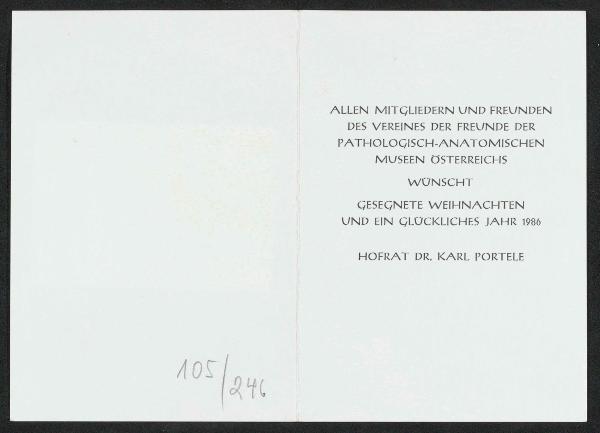 ALLEN MITGLIEDERN UND FREUNDEN
DES VEREINES DER FREUNDE DER
PATHOLOGISCH-ANATOMISCHEN
MUSEEN ÖSTERREICHS
WÜNSCHT
GESEGNETE WEIHNACHTEN
UND EIN GLÜCKLICHES JAHR 1986
HOFRAT DR. KARL PORTELE
105/246